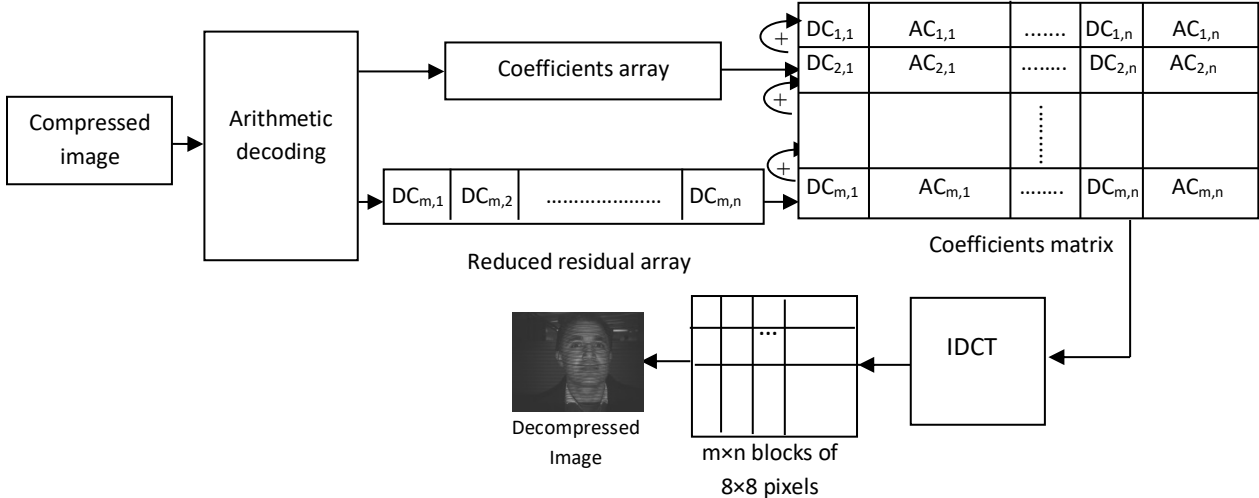 Compressed
image
Arithmetic
decoding
Coefficients array
DCm,1 DCm,2 ..................... DCm,n
Reduced residual array
+
+
+
DC1,1 AC1,1 ....... DC1,n AC1,n
DC2,1 AC2,1 ........ DC2,n AC2,n
.........
DCm,1 ACm,1 ........ DCm,n ACm,n
Coefficients matrix
IDCT
...
m×n blocks of
8×8 pixels
Decompressed
Image